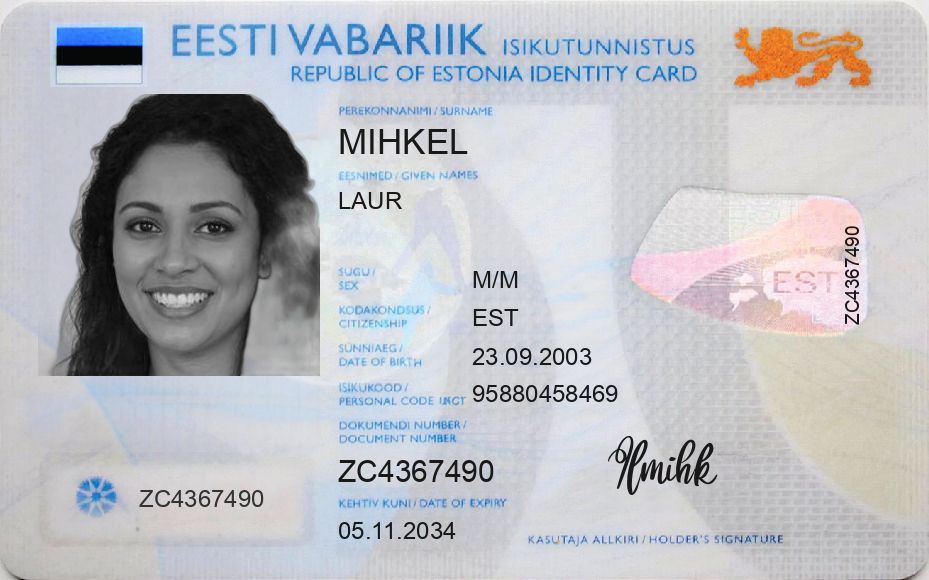 EESTI VABARIIK ISIKUTUNNISTUS
REPUBLIC OF ESTONIA IDENTITY CARD
PEREKONNANIMI / SURNAME
MIHKEL
EESNIMED / GIVEN NAMES
LAUR
SUGU /
SEX
M/M
KODAKONDSUS /
CITIZENSHIP
EST
SÜNNIAEG /
DATE OF BIRTH
23.09.2003
ISIKUKOOD /
PERSONAL CODE
95880458469
DOKUMENDI NUMBER /
DOCUMENT NUMBER
ZC4367490
KEHTIV KUNI / DATE OF EXPIRY
05.11.2034
ZC4367490
EST
ZC4367490
KASUTAJA ALLKIRI / HOLDER'S SIGNATURE